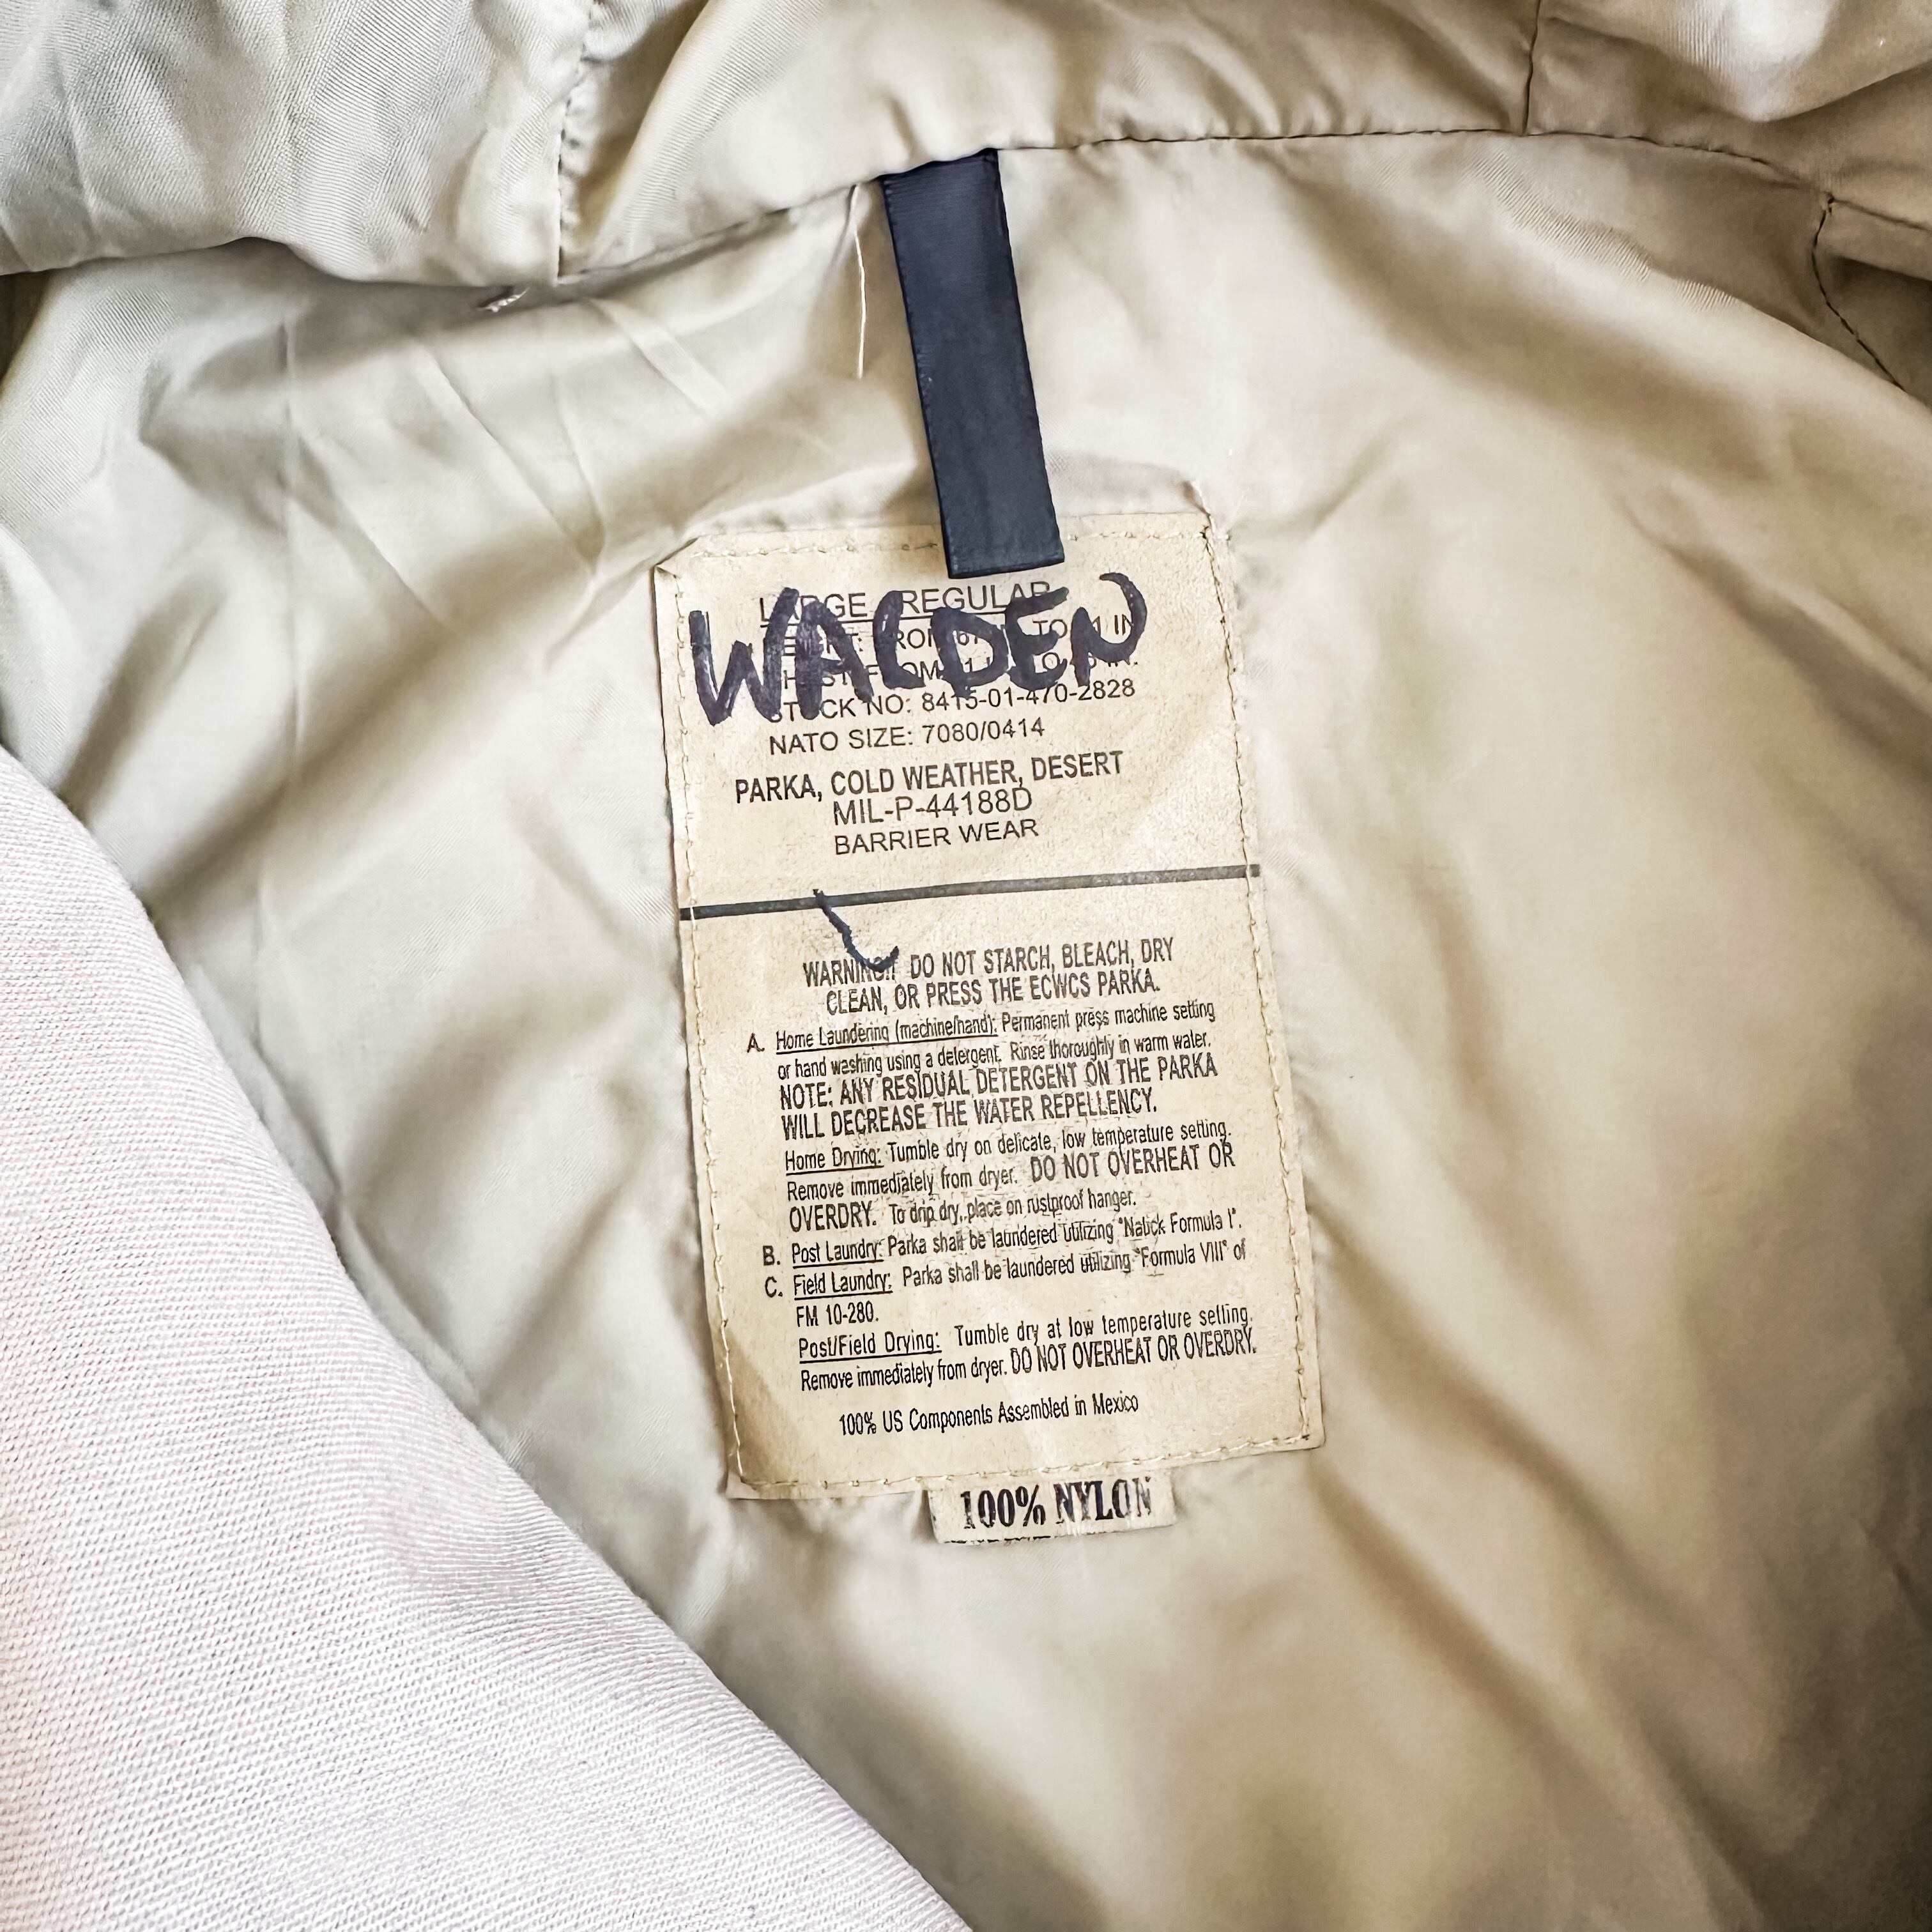 WALDEN
LARGE REGULAR
TO 1 IN
STOCK NO: 8415-01-470-2828
NATO SIZE: 7080/0414
PARKA, COLD WEATHER, DESERT
MIL-P-44188D
BARRIER WEAR
WARNING!! DO NOT STARCH, BLEACH, DRY
CLEAN, OR PRESS THE ECWCS PARKA.
A. Home Laundering (machine/hand): Permanent press machine setting
or hand washing using a detergent. Rinse thoroughly in warm water.
NOTE: ANY RESIDUAL DETERGENT ON THE PARKA
WILL DECREASE THE WATER REPELLENCY.
Home Drying: Tumble dry on delicate, low temperature setting.
Remove immediately from dryer. DO NOT OVERHEAT OR
OVERDRY. To drip dry, place on rustproof hanger.
B. Post Laundry: Parka shall be laundered utilizing "Natick Formula I".
C. Field Laundry: Parka shall be laundered utilizing "Formula VIII" of
FM 10-280.
Post/Field Drying: Tumble dry at low temperature setting.
Remove immediately from dryer. DO NOT OVERHEAT OR OVERDRY.
100% US Components Assembled in Mexico
100% NYLON